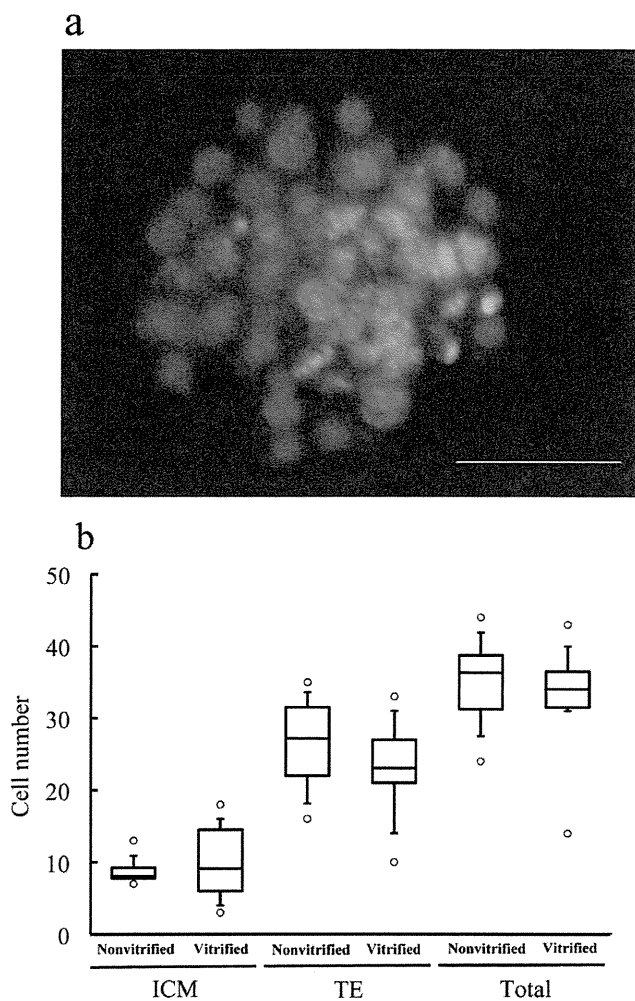 a
b
50
40
30
20
10
0
Cell number
Nonvitrified Vitrified Nonvitrified Vitrified Nonvitrified Vitrified
ICM TE Total